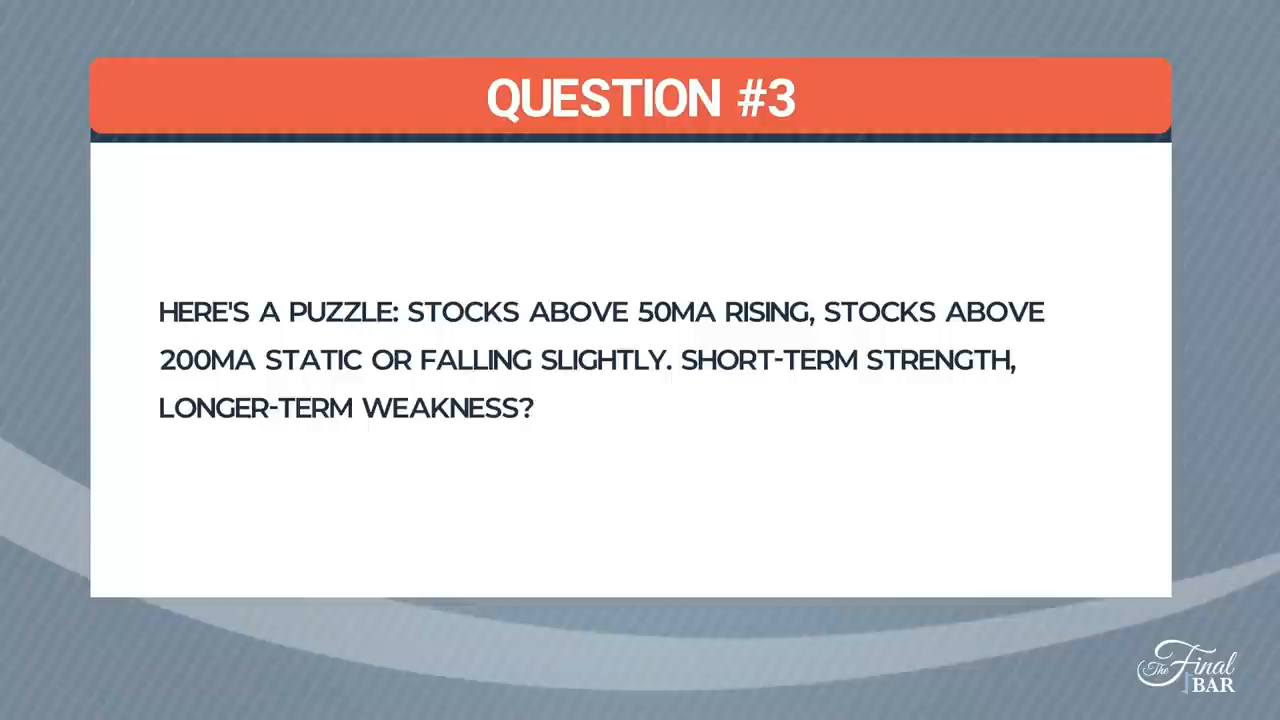 QUESTION #3
HERE'S A PUZZLE: STOCKS ABOVE 50MA RISING, STOCKS ABOVE
200MA STATIC OR FALLING SLIGHTLY. SHORT-TERM STRENGTH,
LONGER-TERM WEAKNESS?
The Final
BAR